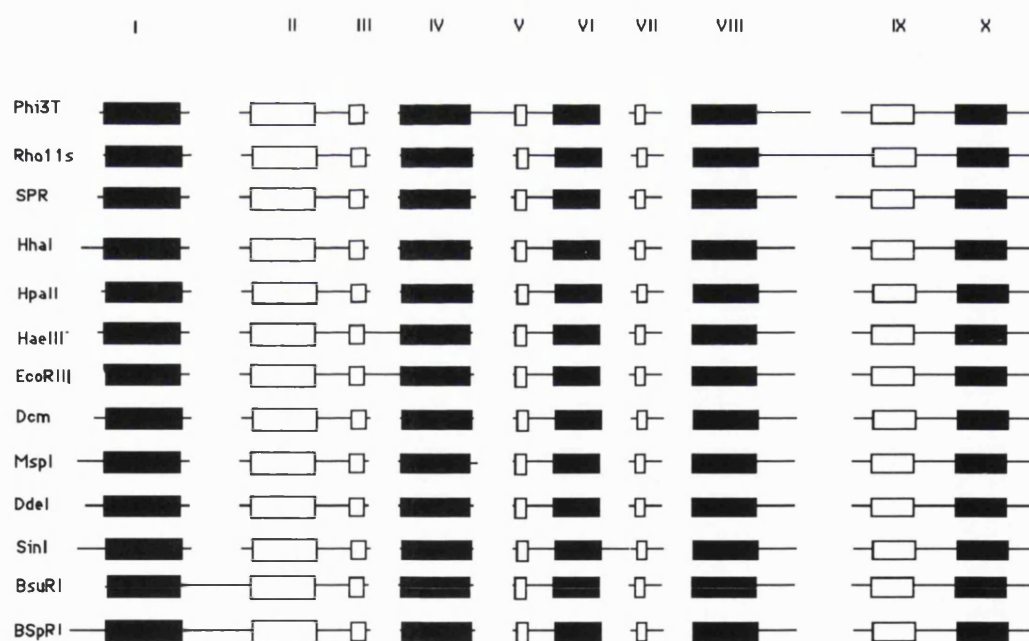 I II III IV V VI VII VIII IX X
Phi3T
Rho11s
SPR
HhaI
HpaII
HaeIII
EcoRIII
Dcm
MspI
DdeI
SinI
BsuRI
BSpRI